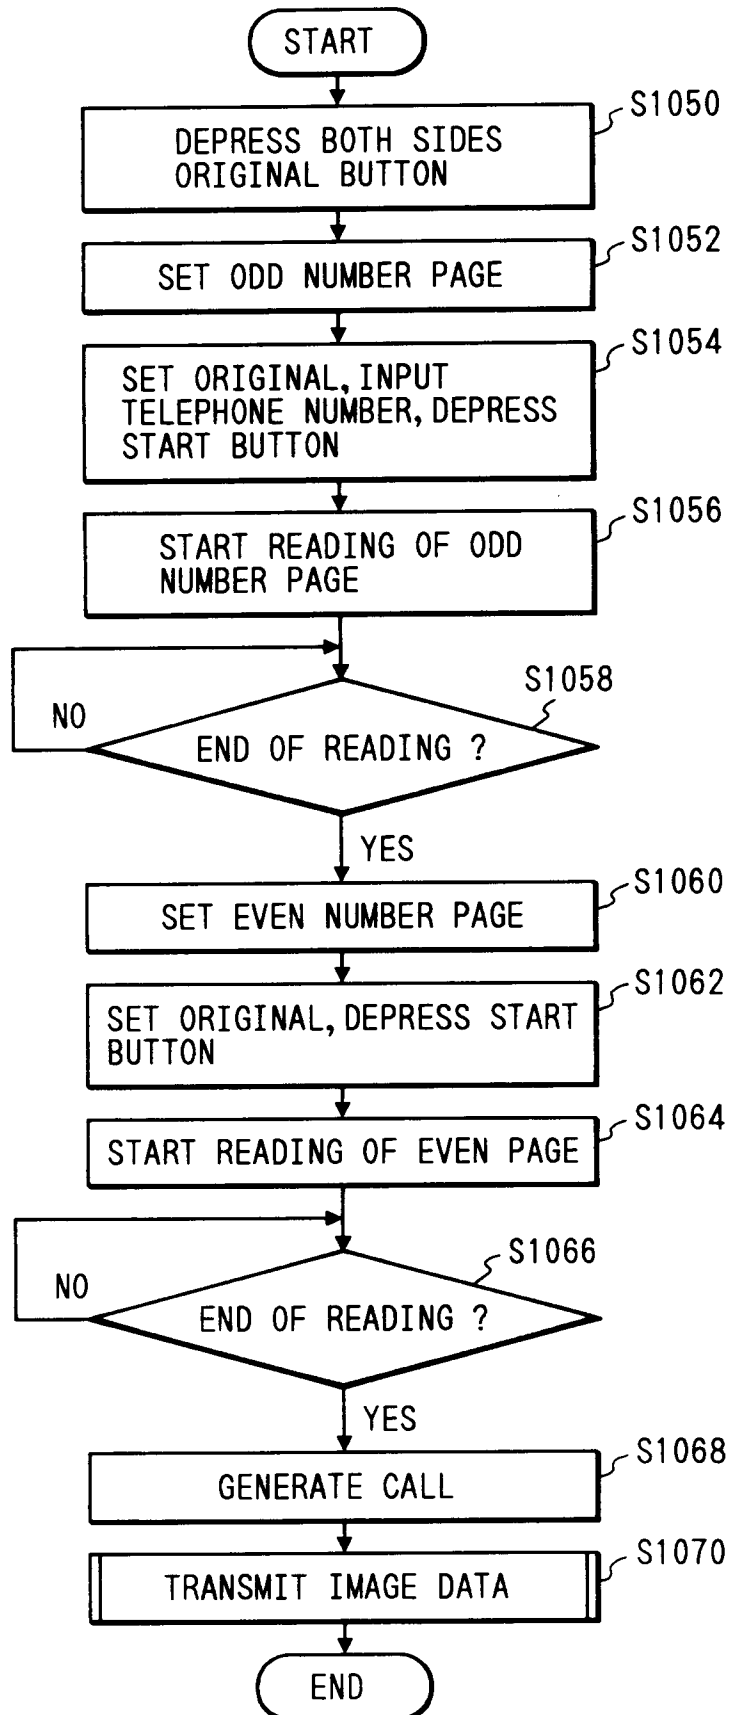 START
S1050
DEPRESS BOTH SIDES
ORIGINAL BUTTON
S1052
SET ODD NUMBER PAGE
S1054
SET ORIGINAL, INPUT
TELEPHONE NUMBER, DEPRESS
START BUTTON
S1056
START READING OF ODD
NUMBER PAGE
S1058
NO
END OF READING ?
YES
S1060
SET EVEN NUMBER PAGE
S1062
SET ORIGINAL, DEPRESS START
BUTTON
S1064
START READING OF EVEN PAGE
S1066
NO
END OF READING ?
YES
S1068
GENERATE CALL
S1070
TRANSMIT IMAGE DATA
END